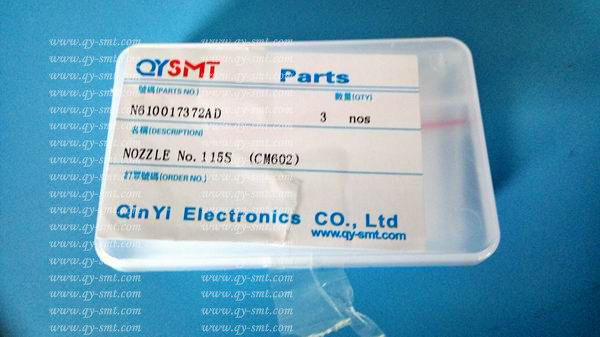 QYSMT Parts
號碼(PARTS NO.) 數量(QTY)
N610017372AD 3 nos
名稱(DESCRIPTION)
NOZZLE No.115S (CM602)
訂單號碼(ORDER NO.)
QinYi Electronics CO., Ltd
www.qy-smt.com
www.qy-smt.com